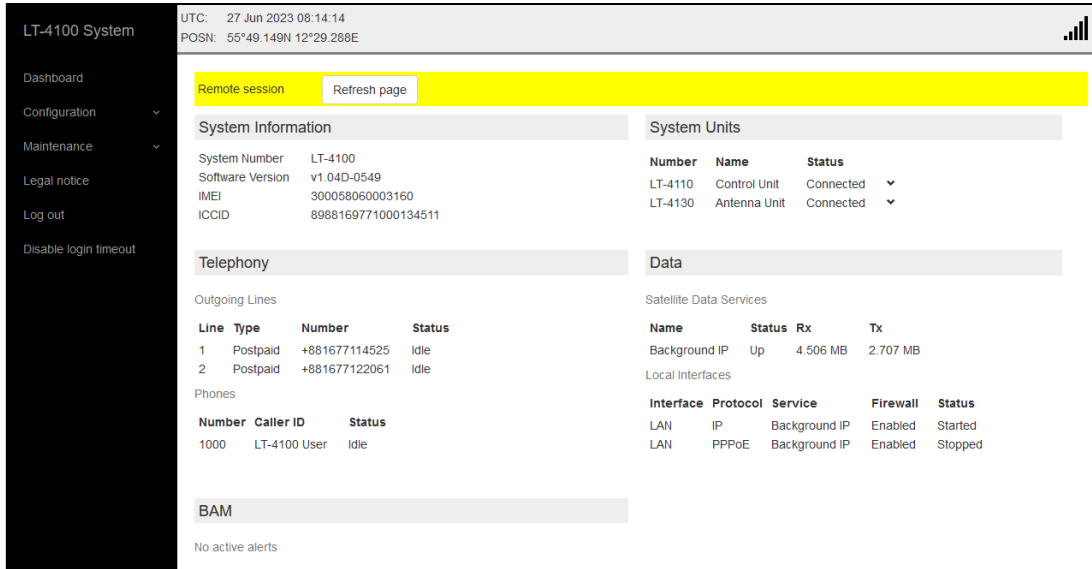 LT-4100 System
Dashboard
Configuration
Maintenance
Legal notice
Log out
Disable login timeout
UTC: 27 Jun 2023 08:14:14
POSN: 55°49.149N 12°29.288E
Remote session Refresh page
System Information
System Number LT-4100
Software Version v1.04D-0549
IMEI 300058060003160
ICCID 8988169771000134511
System Units
Number Name Status
LT-4110 Control Unit Connected
LT-4130 Antenna Unit Connected
Telephony
Outgoing Lines
Line Type Number Status
1 Postpaid +881677114525 Idle
2 Postpaid +881677122061 Idle
Phones
Number Caller ID Status
1000 LT-4100 User Idle
Data
Satellite Data Services
Name Status Rx Tx
Background IP Up 4.506 MB 2.707 MB
Local Interfaces
Interface Protocol Service Firewall Status
LAN IP Background IP Enabled Started
LAN PPPoE Background IP Enabled Stopped
BAM
No active alerts